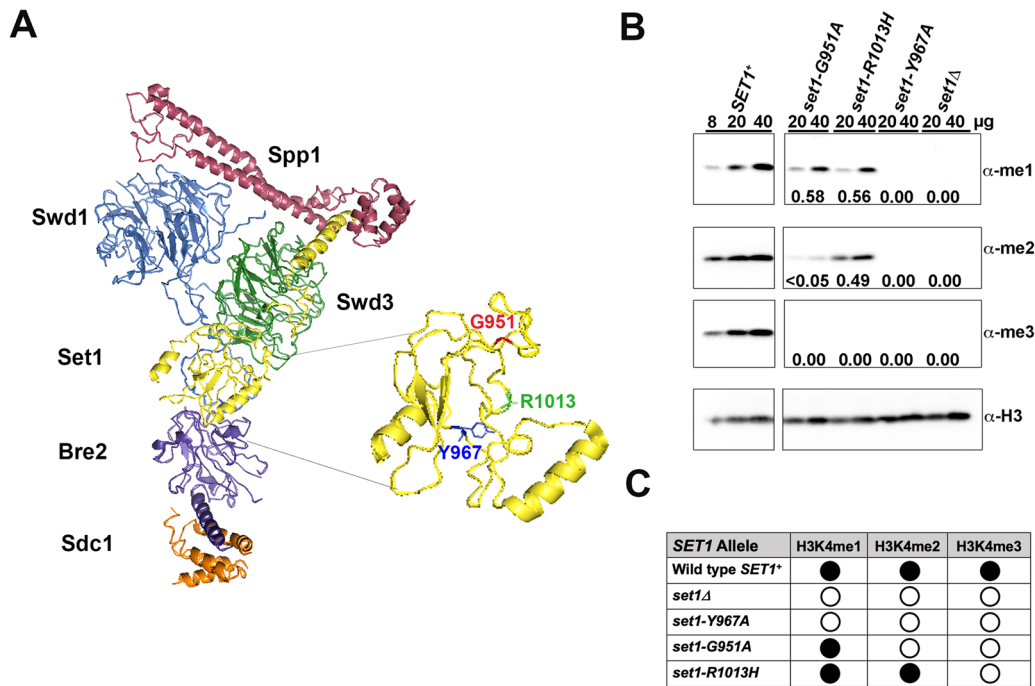 A
Spp1
Swd1
Swd3
Set1
G951
R1013
Y967
Bre2
Sdc1
B
SET1⁺ set1-G951A set1-R1013H set1-Y967A set1Δ
8 20 40 20 40 20 40 20 40 20 40 µg
α-me1
0.58 0.56 0.00 0.00
α-me2
<0.05 0.49 0.00 0.00
α-me3
0.00 0.00 0.00 0.00
α-H3
C
SET1 Allele H3K4me1 H3K4me2 H3K4me3
Wild type SET1⁺
set1Δ
set1-Y967A
set1-G951A
set1-R1013H